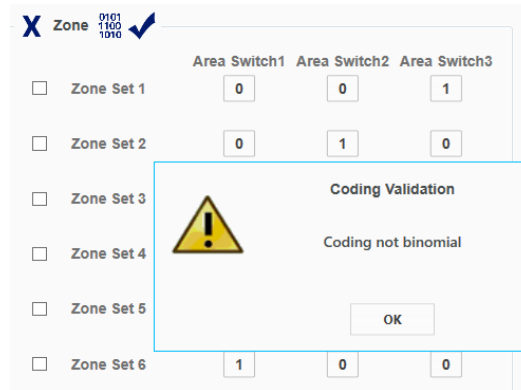 X Zone 0101 1100 1010
Area Switch1 Area Switch2 Area Switch3
Zone Set 1 0 0 1
Zone Set 2 0 1 0
Zone Set 3
Coding Validation
Zone Set 4
Coding not binomial
Zone Set 5
OK
Zone Set 6 1 0 0